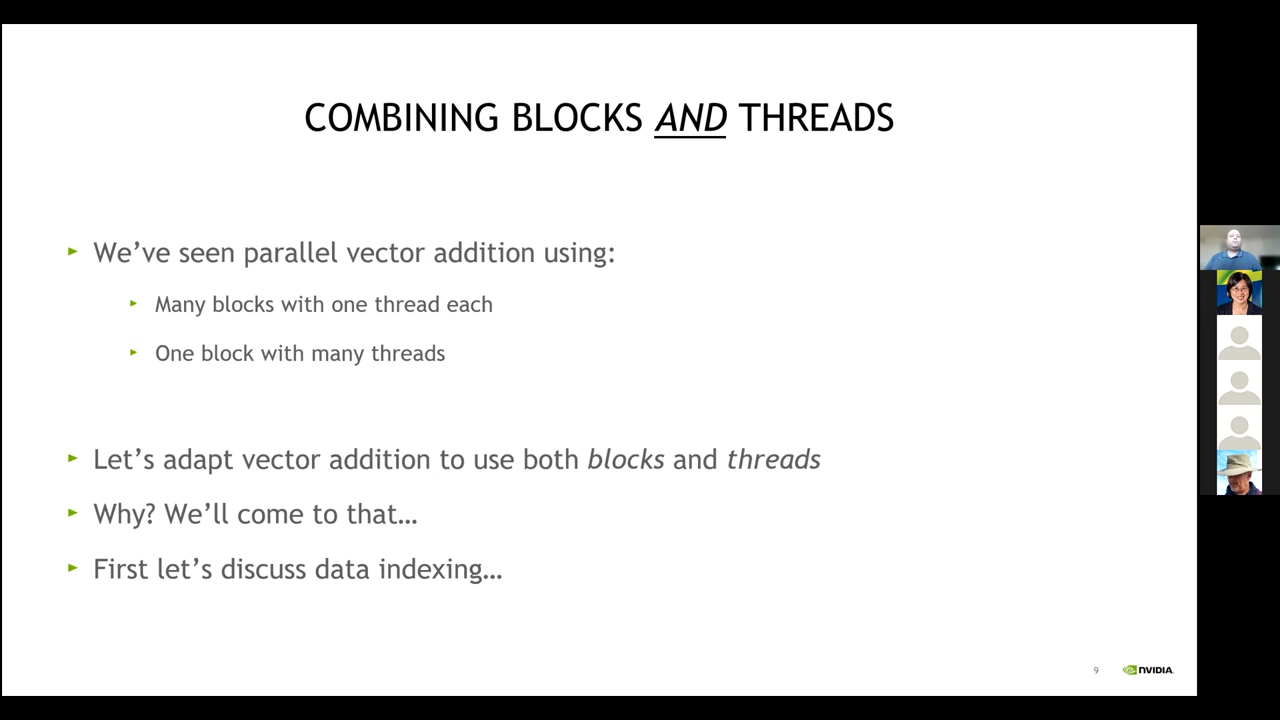 COMBINING BLOCKS AND THREADS
We’ve seen parallel vector addition using:
Many blocks with one thread each
One block with many threads
Let’s adapt vector addition to use both blocks and threads
Why? We’ll come to that…
First let’s discuss data indexing…
9
NVIDIA.